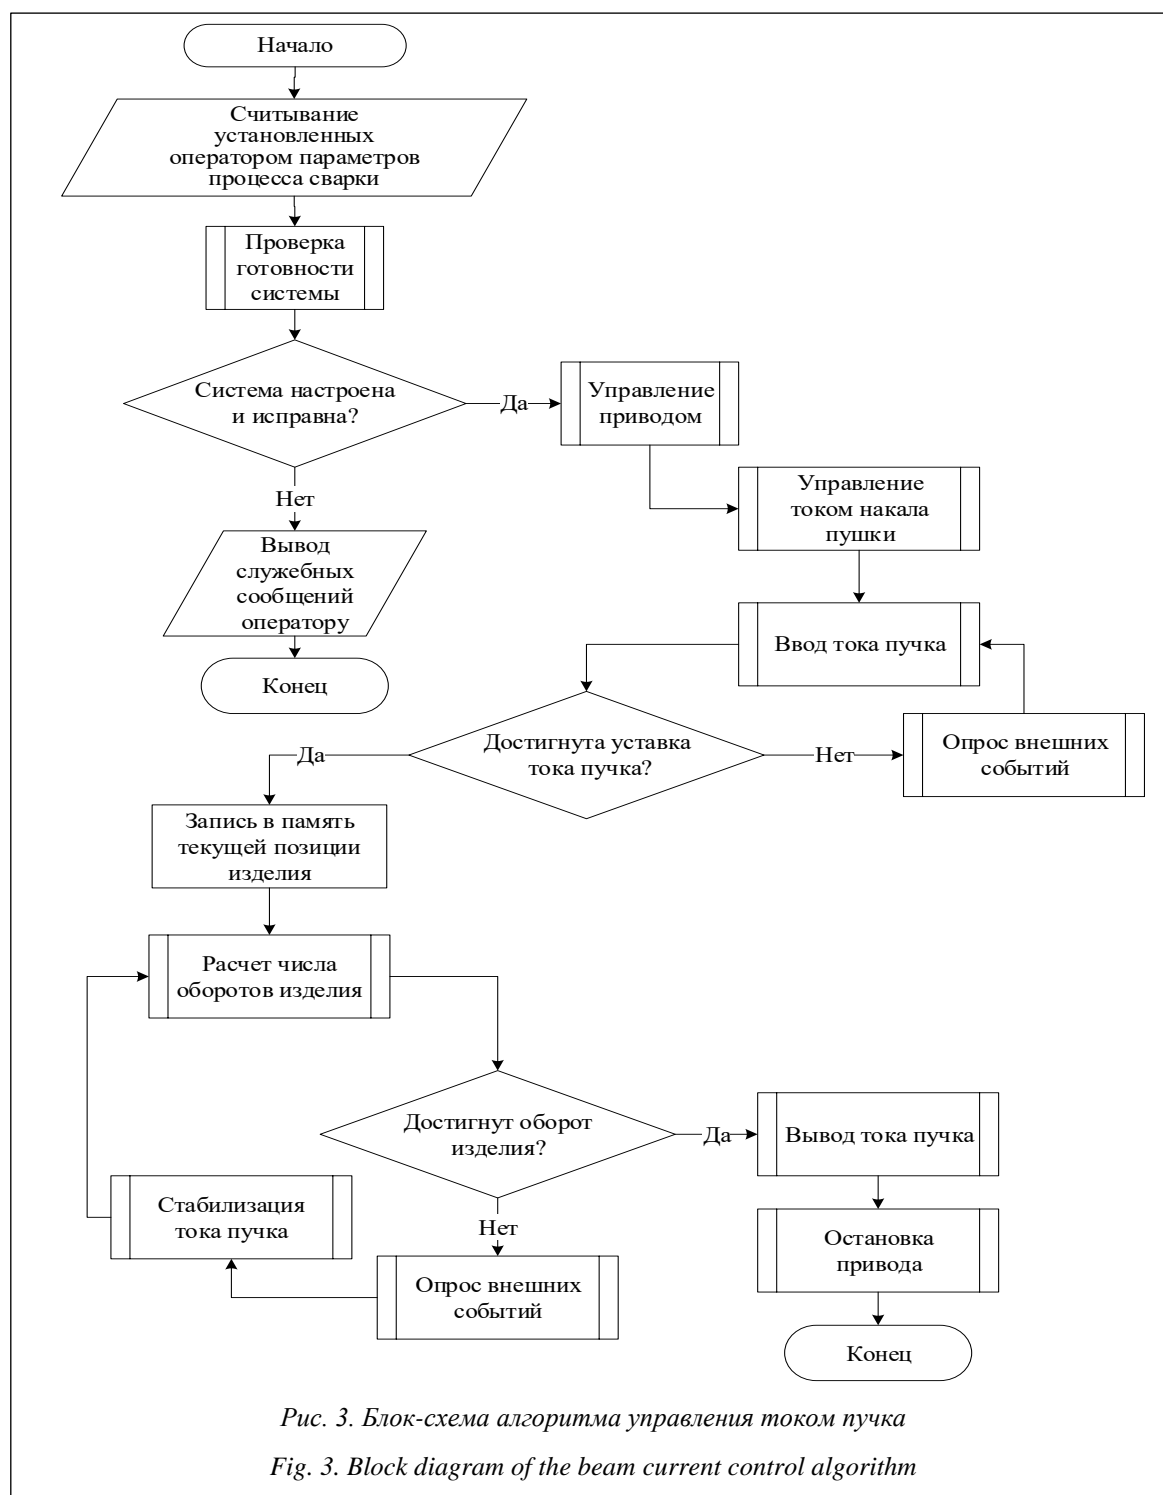 Начало
Считывание
установленных
оператором параметров
процесса сварки
Проверка
готовности
системы
Система настроена
и исправна?
Да
Управление
приводом
Нет
Управление
током накала
пушки
Вывод
служебных
сообщений
оператору
Ввод тока пучка
Конец
Достигнута уставка
тока пучка?
Да
Нет
Опрос внешних
событий
Запись в память
текущей позиции
изделия
Расчет числа
оборотов изделия
Достигнут оборот
изделия?
Да
Вывод тока пучка
Стабилизация
тока пучка
Нет
Остановка
привода
Опрос внешних
событий
Конец
Рис. 3. Блок-схема алгоритма управления током пучка
Fig. 3. Block diagram of the beam current control algorithm